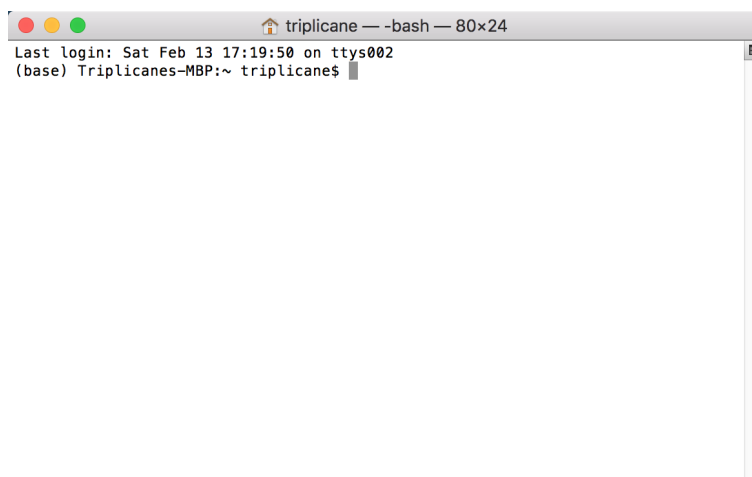 triplicane — -bash — 80×24
Last login: Sat Feb 13 17:19:50 on ttys002
(base) Triplicanes-MBP:~ triplicane$